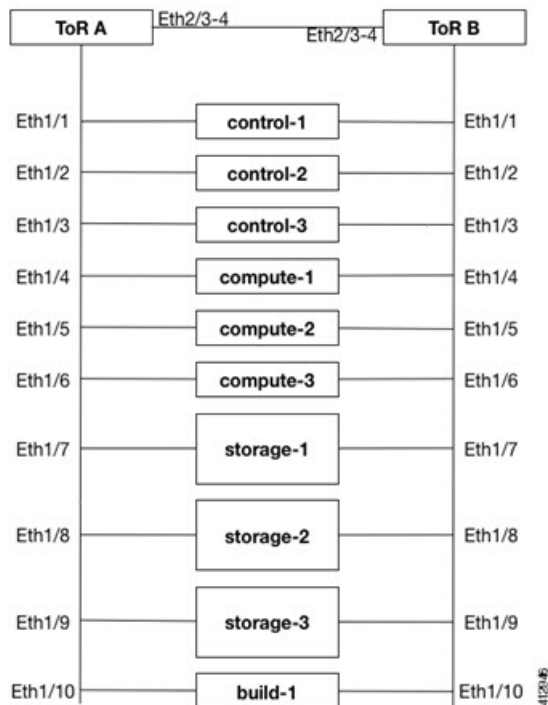 ToR A Eth2/3-4 Eth2/3-4 ToR B
Eth1/1 control-1 Eth1/1
Eth1/2 control-2 Eth1/2
Eth1/3 control-3 Eth1/3
Eth1/4 compute-1 Eth1/4
Eth1/5 compute-2 Eth1/5
Eth1/6 compute-3 Eth1/6
Eth1/7 storage-1 Eth1/7
Eth1/8 storage-2 Eth1/8
Eth1/9 storage-3 Eth1/9
Eth1/10 build-1 Eth1/10